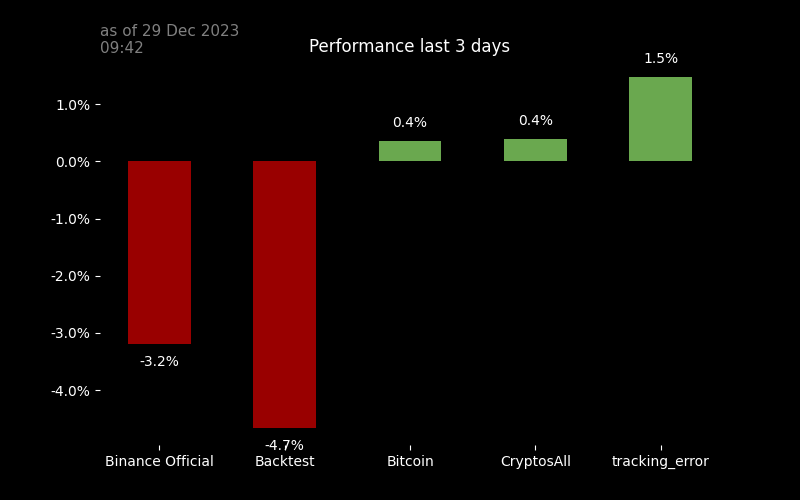 as of 29 Dec 2023
09:42
Performance last 3 days
1.5%
0.4%
0.4%
1.0%
0.0%
-1.0%
-2.0%
-3.0%
-4.0%
-3.2%
-4.7%
Binance Official
Backtest
Bitcoin
CryptosAll
tracking_error